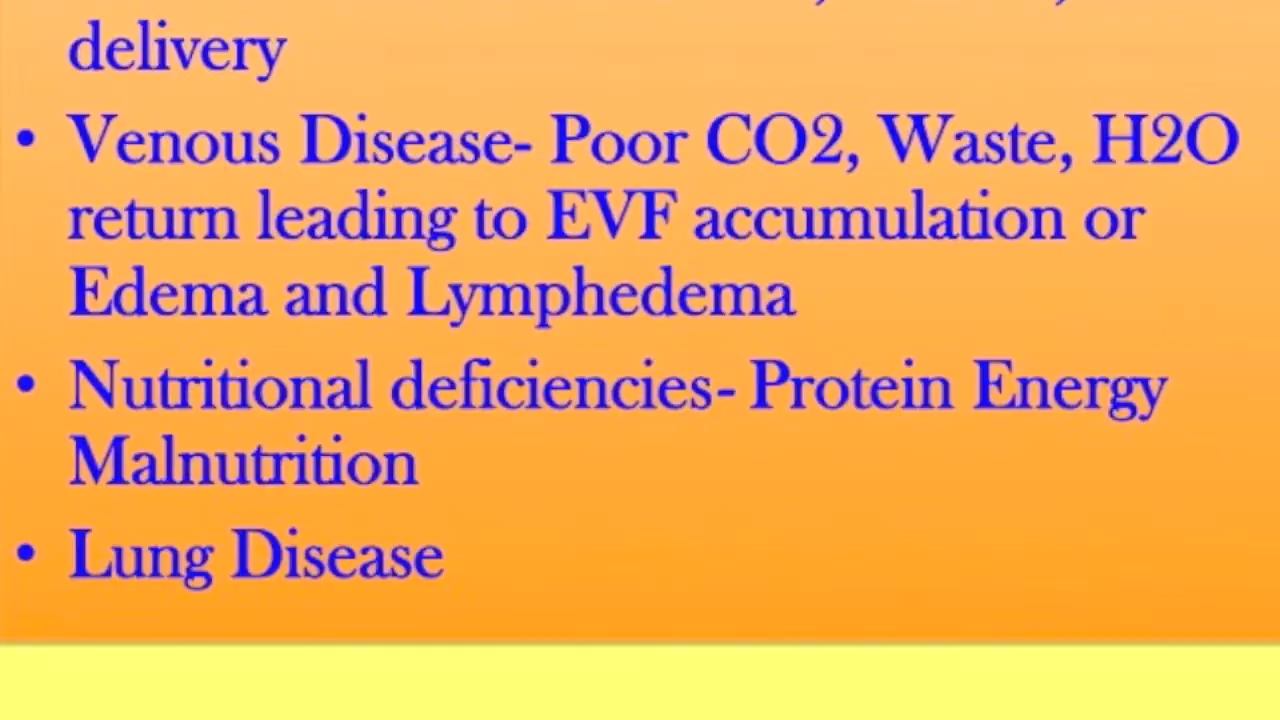 delivery
• Venous Disease- Poor CO2, Waste, H2O
return leading to EVF accumulation or
Edema and Lymphedema
• Nutritional deficiencies- Protein Energy
Malnutrition
• Lung Disease